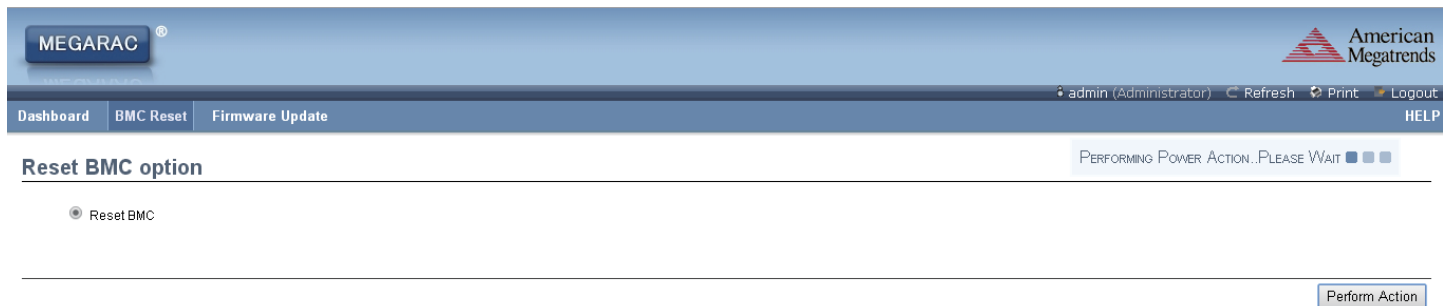 MEGARAC ®
American
Megatrends
admin (Administrator) Refresh Print Logout
Dashboard BMC Reset Firmware Update HELP
Reset BMC option
PERFORMING POWER ACTION..PLEASE WAIT
Reset BMC
Perform Action